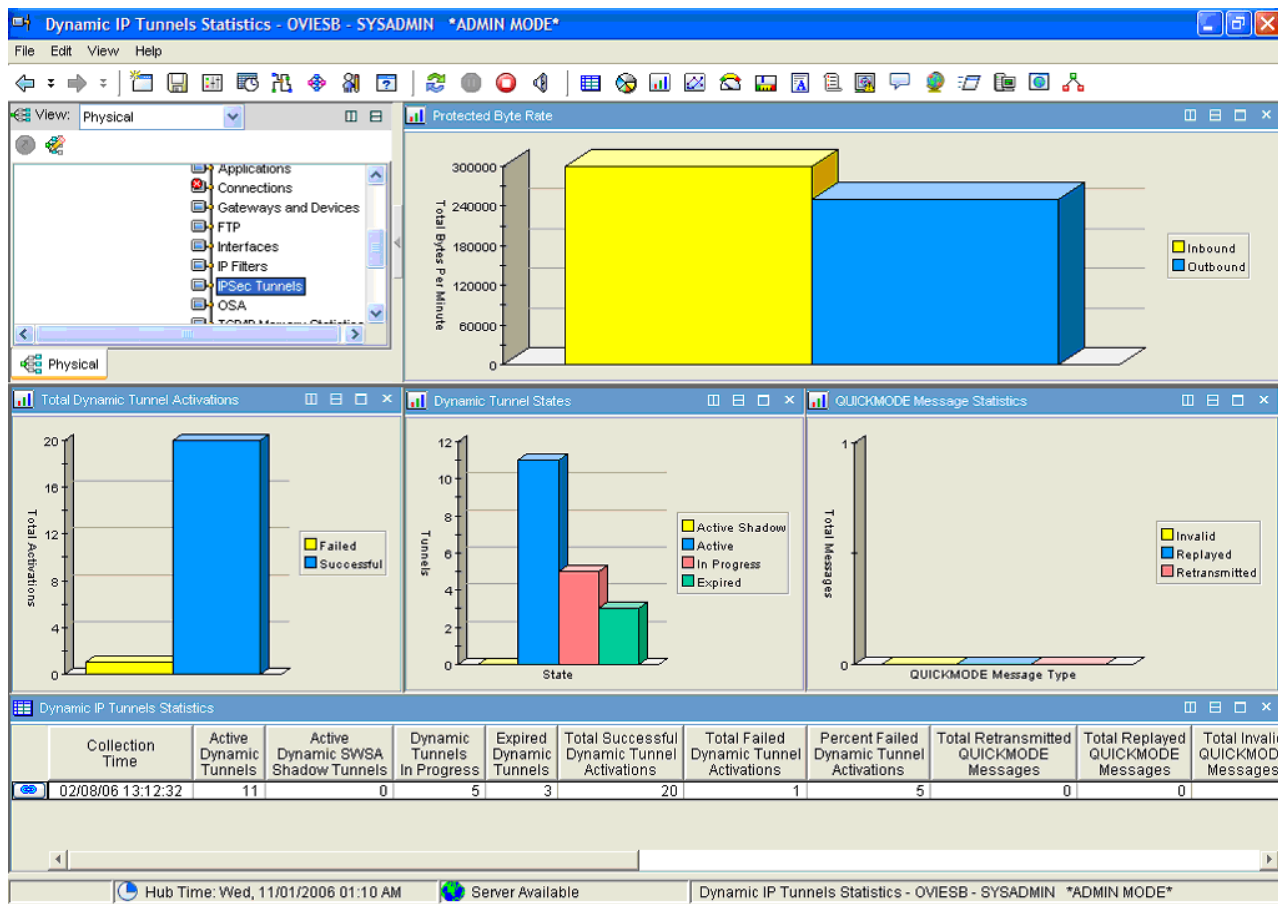 Dynamic IP Tunnels Statistics - OVIESB - SYSADMIN *ADMIN MODE*
File Edit View Help
View: Physical
Applications
Connections
Gateways and Devices
FTP
Interfaces
IP Filters
IPSec Tunnels
OSA
TCP/IP Memory Statistics
Physical
Protected Byte Rate
Total Bytes Per Minute
300000
240000
180000
120000
60000
0
Inbound
Outbound
Total Dynamic Tunnel Activations
Total Activations
20
16
12
8
4
0
Failed
Successful
Dynamic Tunnel States
Tunnels
12
10
8
6
4
2
0
State
Active Shadow
Active
In Progress
Expired
QUICKMODE Message Statistics
Total Messages
1
0
QUICKMODE Message Type
Invalid
Replayed
Retransmitted
Dynamic IP Tunnels Statistics
Collection Time Active Dynamic Tunnels Active Dynamic SWSA Shadow Tunnels Dynamic Tunnels In Progress Expired Dynamic Tunnels Total Successful Dynamic Tunnel Activations Total Failed Dynamic Tunnel Activations Percent Failed Dynamic Tunnel Activations Total Retransmitted QUICKMODE Messages Total Replayed QUICKMODE Messages Total Invali QUICKMOD Messages
02/08/06 13:12:32 11 0 5 3 20 1 5 0 0
Hub Time: Wed, 11/01/2006 01:10 AM Server Available Dynamic IP Tunnels Statistics - OVIESB - SYSADMIN *ADMIN MODE*